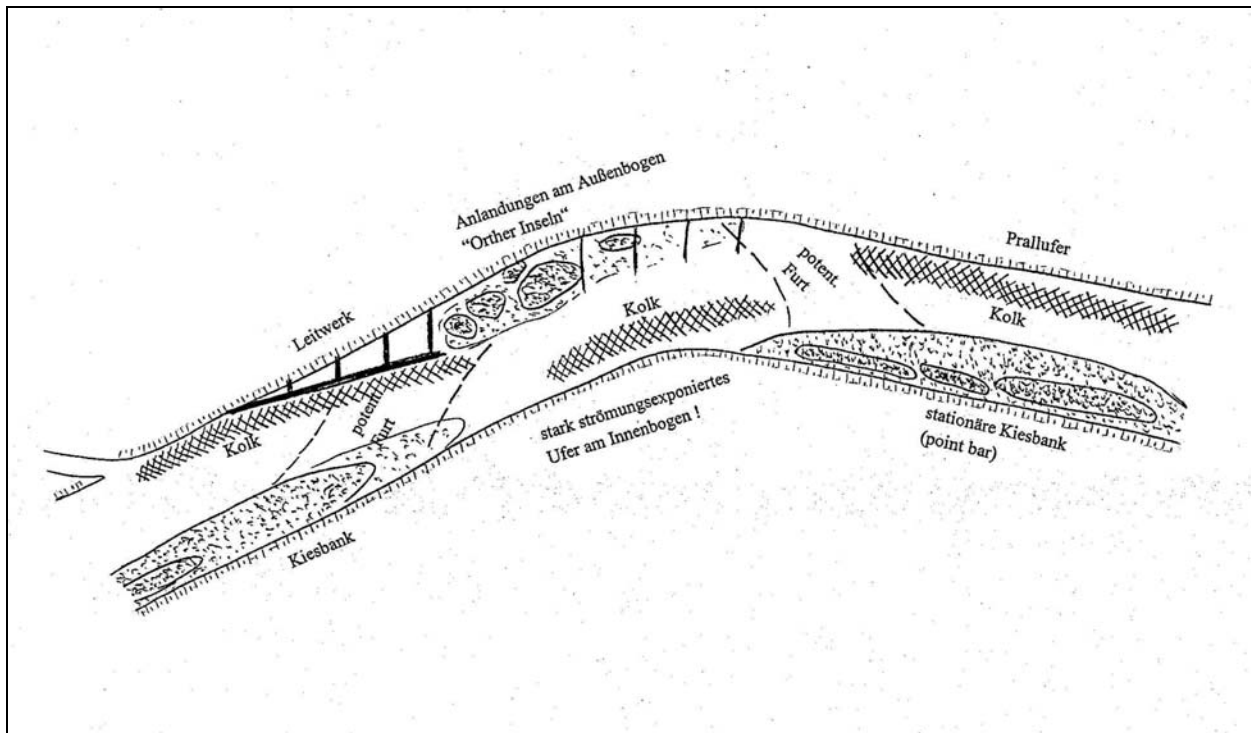 Anlandungen am Außenbogen
“Orther Inseln“
Prallufer
potent.
Furt
Leitwerk
Kolk
Kolk
potent.
Furt
Kolk
stark strömungsexponiertes
Ufer am Innenbogen !
stationäre Kiesbank
(point bar)
Kiesbank